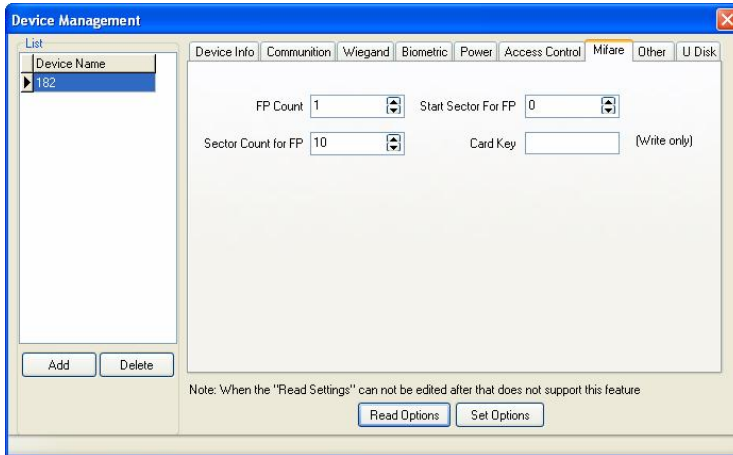 Device Management
List
Device Name
182
Device Info Communition Wiegand Biometric Power Access Control Mifare Other U Disk
FP Count 1 Start Sector For FP 0
Sector Count for FP 10 Card Key (Write only)
Add Delete
Note: When the "Read Settings" can not be edited after that does not support this feature
Read Options Set Options